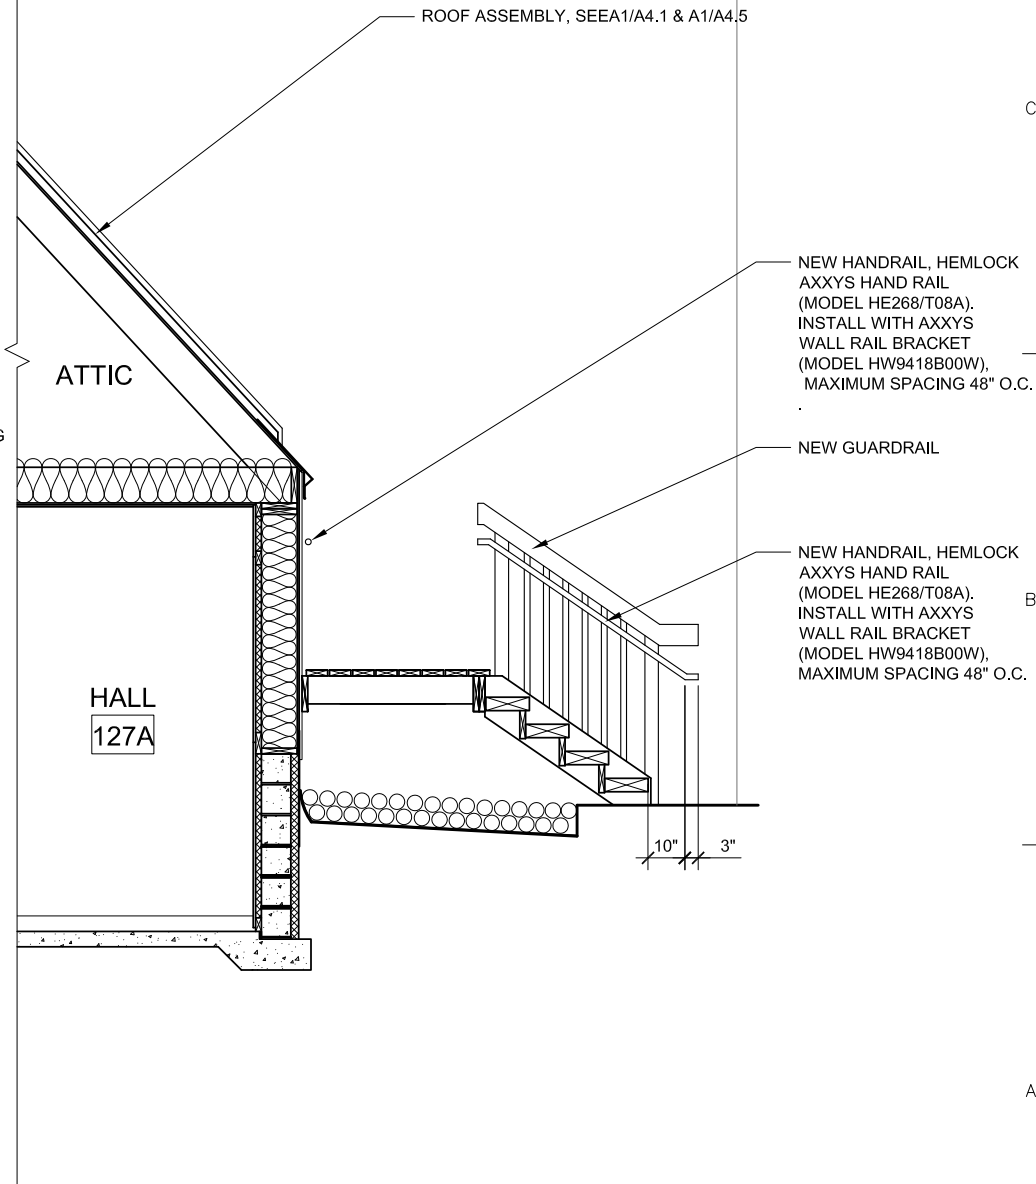 ROOF ASSEMBLY, SEEA1/A4.1 & A1/A4.5
C
NEW HANDRAIL, HEMLOCK
AXXYS HAND RAIL
(MODEL HE268/T08A).
INSTALL WITH AXXYS
WALL RAIL BRACKET
(MODEL HW9418B00W),
MAXIMUM SPACING 48" O.C.
.
ATTIC
G
NEW GUARDRAIL
NEW HANDRAIL, HEMLOCK
AXXYS HAND RAIL
(MODEL HE268/T08A).
INSTALL WITH AXXYS
WALL RAIL BRACKET
(MODEL HW9418B00W),
MAXIMUM SPACING 48" O.C.
B
HALL
127A
10" 3"
A